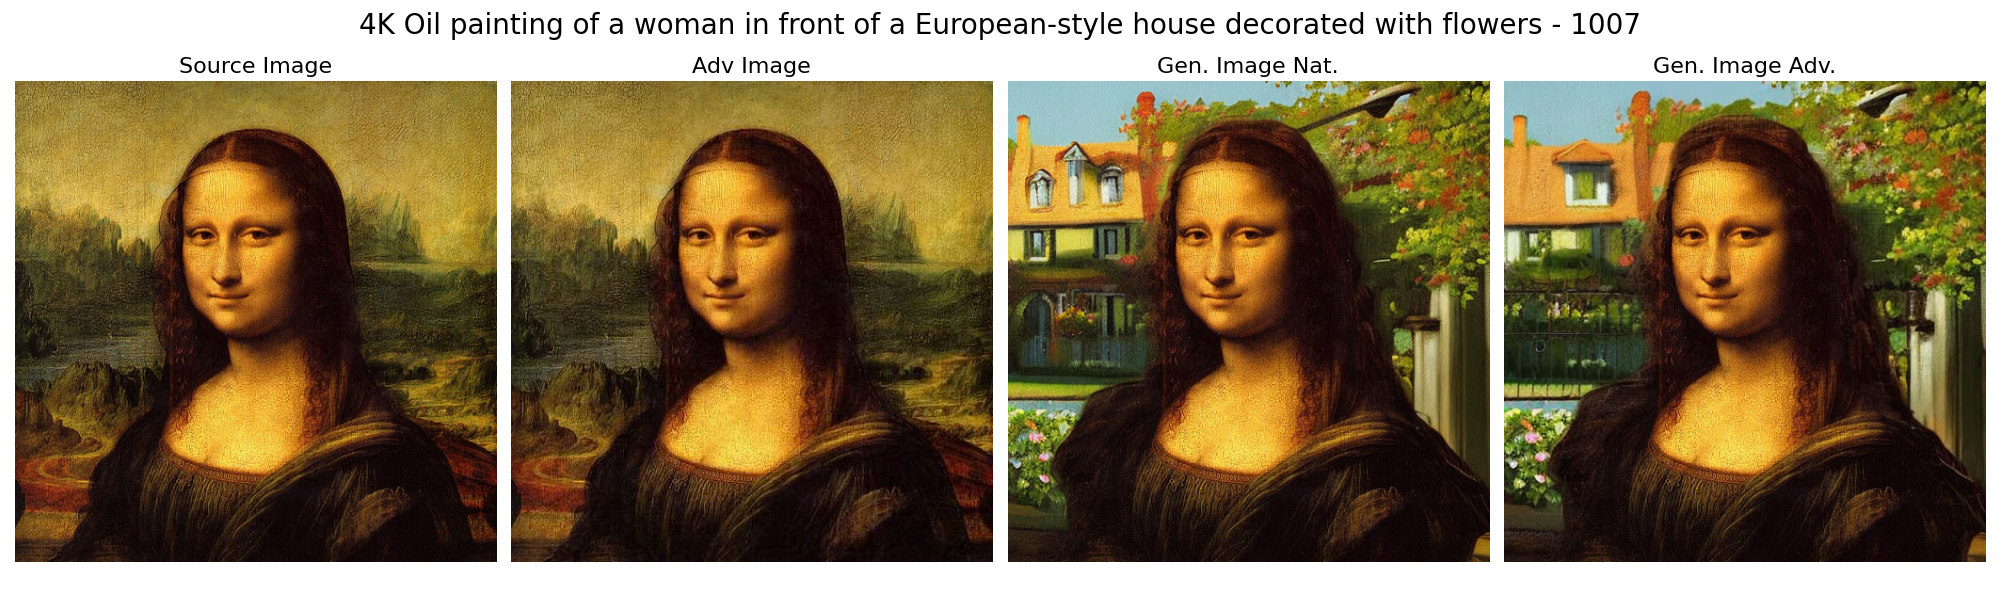 4K Oil painting of a woman in front of a European-style house decorated with flowers - 1007
Source Image
Adv Image
Gen. Image Nat.
Gen. Image Adv.